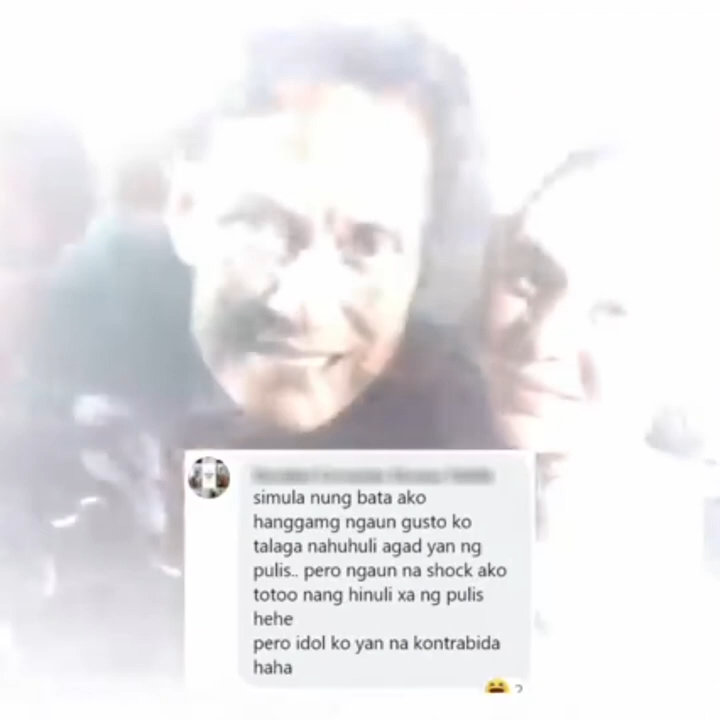 simula nung bata ako
hanggamg ngaun gusto ko
talaga nahuhuli agad yan ng
pulis.. pero ngaun na shock ako
totoo nang hinuli xa ng pulis
hehe
pero idol ko yan na kontrabida
haha